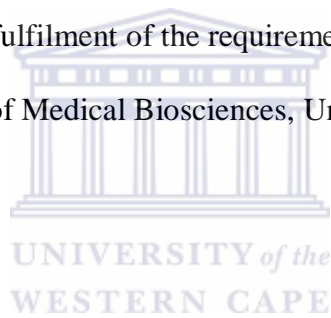 fulfilment of the requireme
of Medical Biosciences, Un
UNIVERSITY of the
WESTERN CAPE